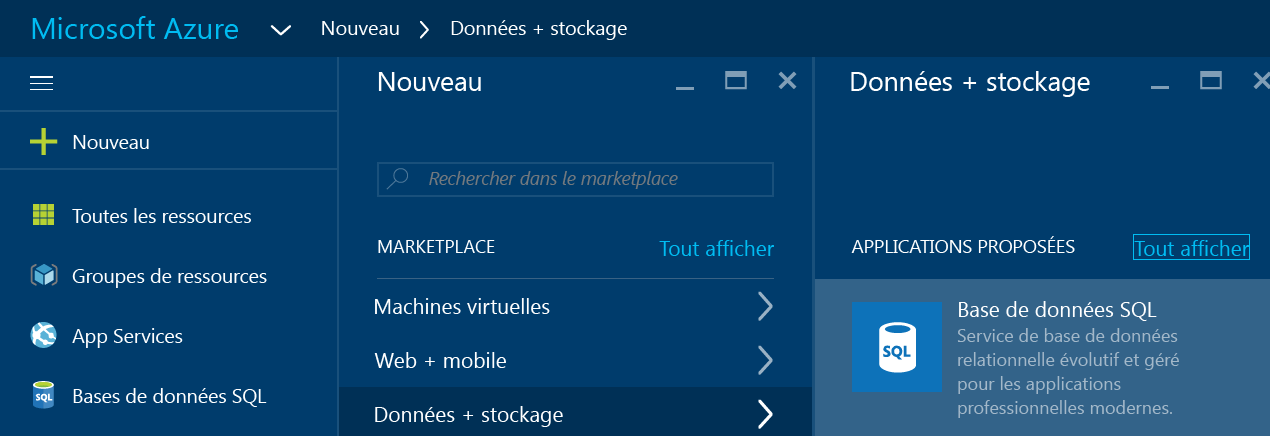 Microsoft Azure Nouveau Données + stockage
Nouveau
Toutes les ressources
Groupes de ressources
App Services
Bases de données SQL
Nouveau
Rechercher dans le marketplace
MARKETPLACE Tout afficher
Machines virtuelles
Web + mobile
Données + stockage
Données + stockage
APPLICATIONS PROPOSÉES Tout afficher
SQL
Base de données SQL
Service de base de données
relationnelle évolutif et géré
pour les applications
professionnelles modernes.